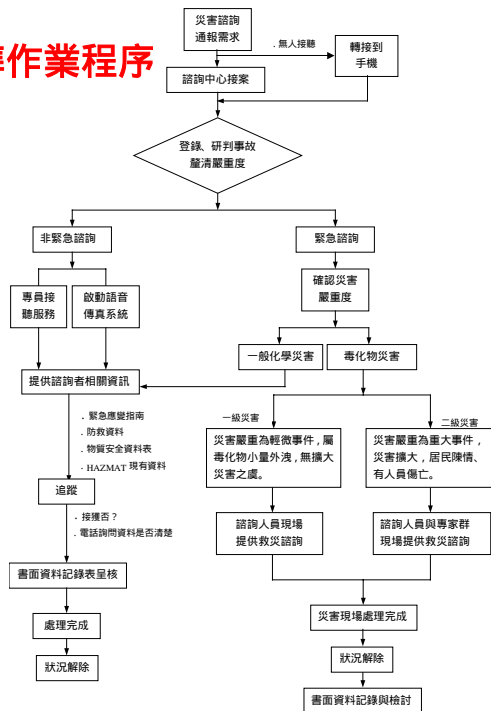 作業程序
災害諮詢
通報需求
. 無人接聽
轉接到
手機
諮詢中心接案
登錄、研判事故
釐清嚴重度
非緊急諮詢
緊急諮詢
專員接
聽服務
啟動語音
傳真系統
確認災害
嚴重度
一般化學災害
毒化物災害
提供諮詢者相關資訊
. 緊急應變指南
. 防救資料
. 物質安全資料表
. HAZMAT 現有資料
一級災害
災害嚴重為輕微事件，屬
毒化物小量外洩，無擴大
災害之虞。
二級災害
災害嚴重為重大事件，
災害擴大，居民陳情、
有人員傷亡。
追蹤
. 接獲否？
. 電話詢問資料是否清楚
諮詢人員現場
提供救災諮詢
諮詢人員與專家群
現場提供救災諮詢
書面資料記錄表呈核
處理完成
狀況解除
災害現場處理完成
狀況解除
書面資料記錄與檢討